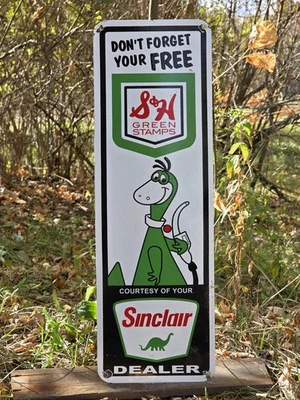 DON'T FORGET
YOUR FREE
S&H
GREEN
STAMPS
COURTESY OF YOUR
Sinclair
DEALER